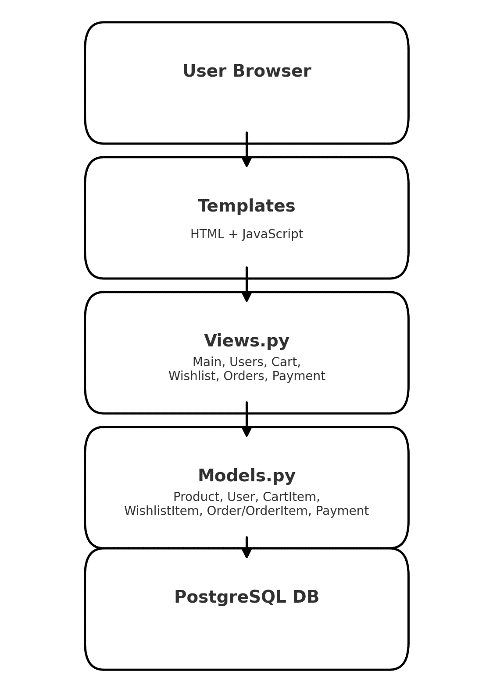 User Browser
Templates
HTML + JavaScript
Views.py
Main, Users, Cart,
Wishlist, Orders, Payment
Models.py
Product, User, CartItem,
WishlistItem, Order/OrderItem, Payment
PostgreSQL DB